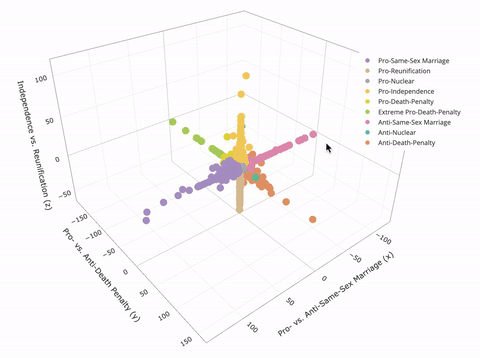 Pro-Same-Sex Marriage
Pro-Reunification
Pro-Nuclear
Pro-Independence
Pro-Death-Penalty
Extreme Pro-Death-Penalty
Anti-Same-Sex Marriage
Anti-Nuclear
Anti-Death-Penalty
Independence vs. Reunification (z)
100
50
0
−50
Pro- vs. Anti-Death Penalty (y)
−150
−100
−50
0
50
100
150
Pro- vs. Anti-Same-Sex Marriage (x)
100
50
0
−50
−100